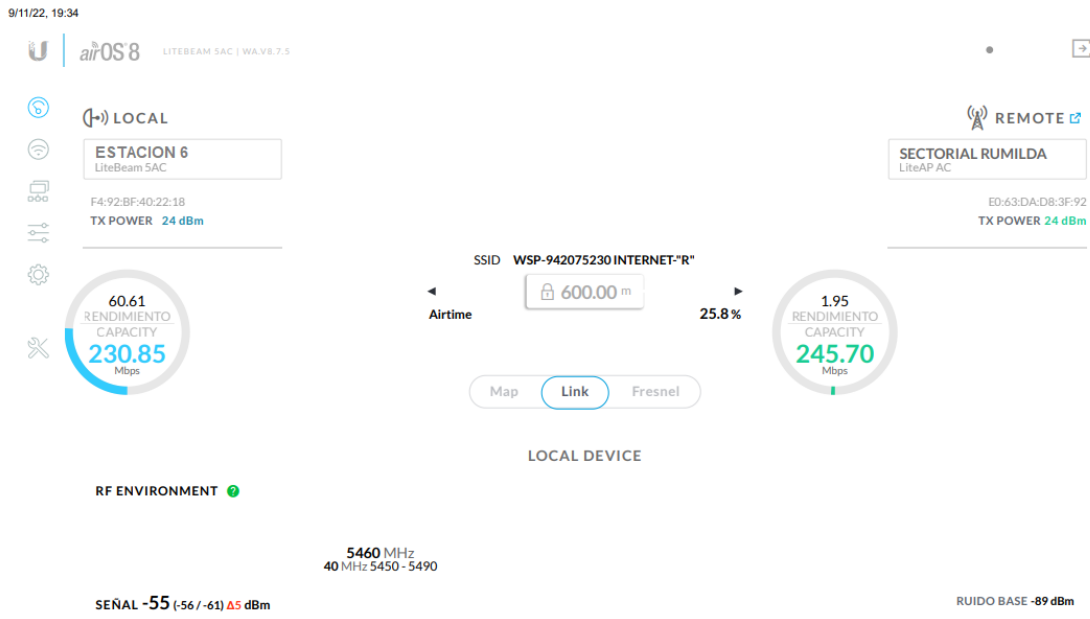 9/11/22, 19:34
airOS 8 LITEBEAM 5AC | WA.V8.7.5
LOCAL
REMOTE
ESTACION 6
LiteBeam 5AC
SECTORIAL RUMILDA
LiteAP AC
F4:92:BF:40:22:18
E0:63:DA:D8:3F:92
TX POWER 24 dBm
TX POWER 24 dBm
SSID WSP-942075230 INTERNET-"R"
600.00 m
Airtime 25.8 %
60.61
RENDIMIENTO
CAPACITY
230.85
Mbps
1.95
RENDIMIENTO
CAPACITY
245.70
Mbps
Map Link Fresnel
LOCAL DEVICE
RF ENVIRONMENT ?
5460 MHz
40 MHz 5450 - 5490
SEÑAL -55 (-56 / -61) Δ5 dBm
RUIDO BASE -89 dBm